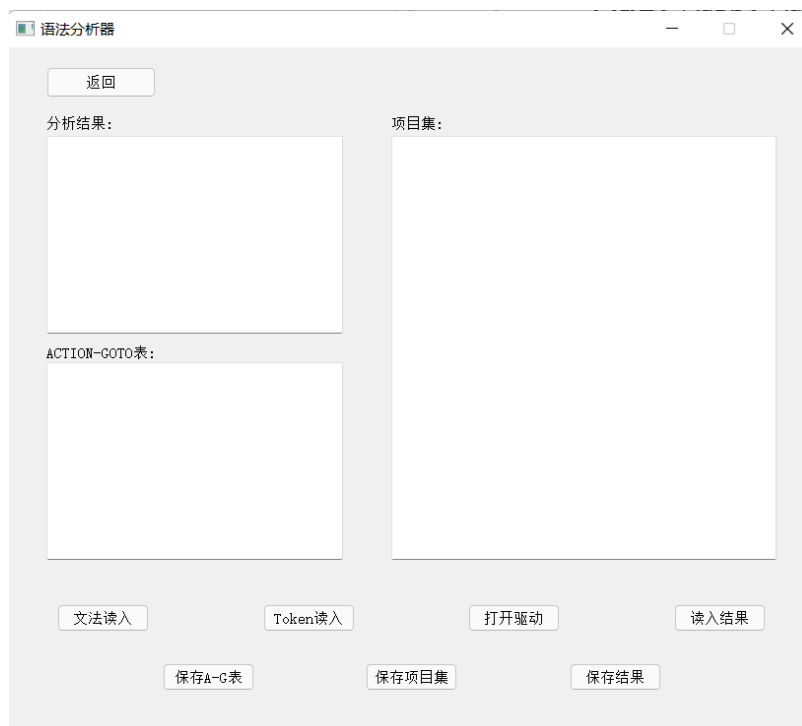 语法分析器
返回
分析结果:
项目集:
ACTION-GOTO表:
文法读入 Token读入 打开驱动 读入结果
保存A-G表 保存项目集 保存结果